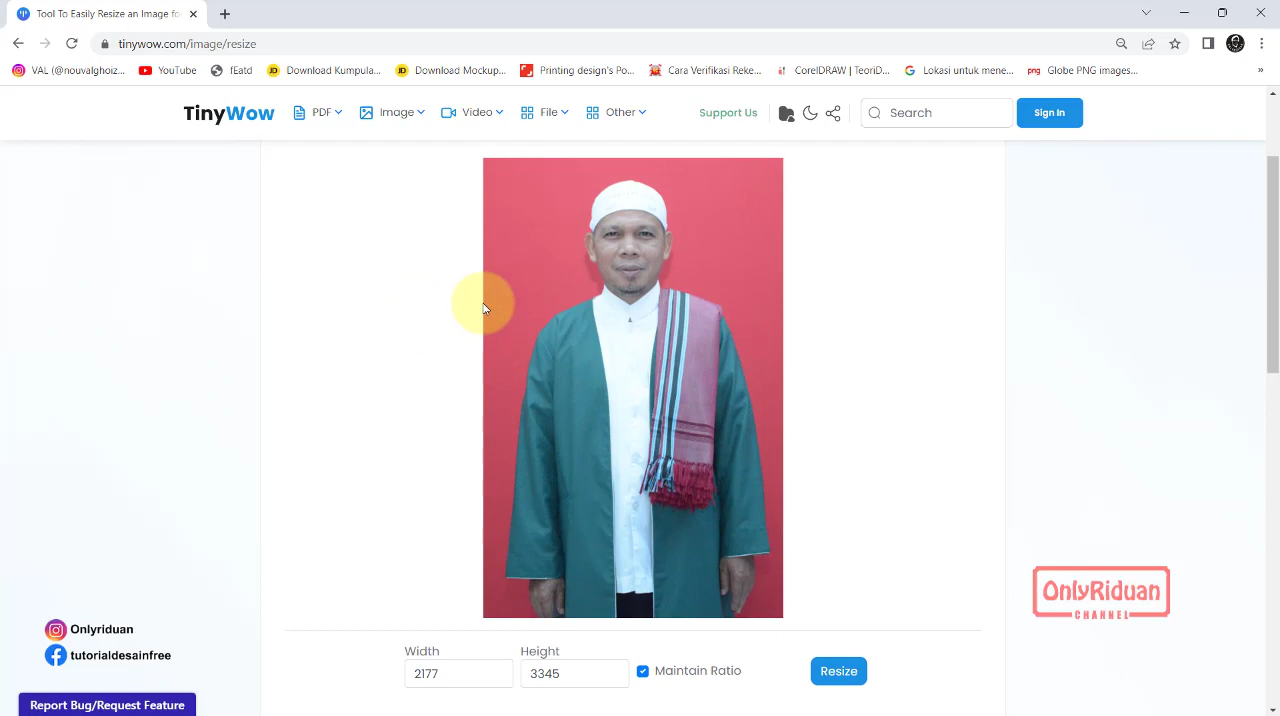 Tool To Easily Resize an Image fo
tinywow.com/image/resize
VAL (@nouvalghoiz...
YouTube
fEatd
Download Kumpula...
Download Mockup...
Printing design's Po...
Cara Verifikasi Reke...
CorelDRAW | TeoriD...
Lokasi untuk mene...
Globe PNG images...
»
TinyWow
PDF
Image
Video
File
Other
Support Us
Search
Sign In
Width
Height
2177
3345
Maintain Ratio
Resize
OnlyRiduan
CHANNEL
Onlyriduan
tutorialdesainfree
Report Bug/Request Feature